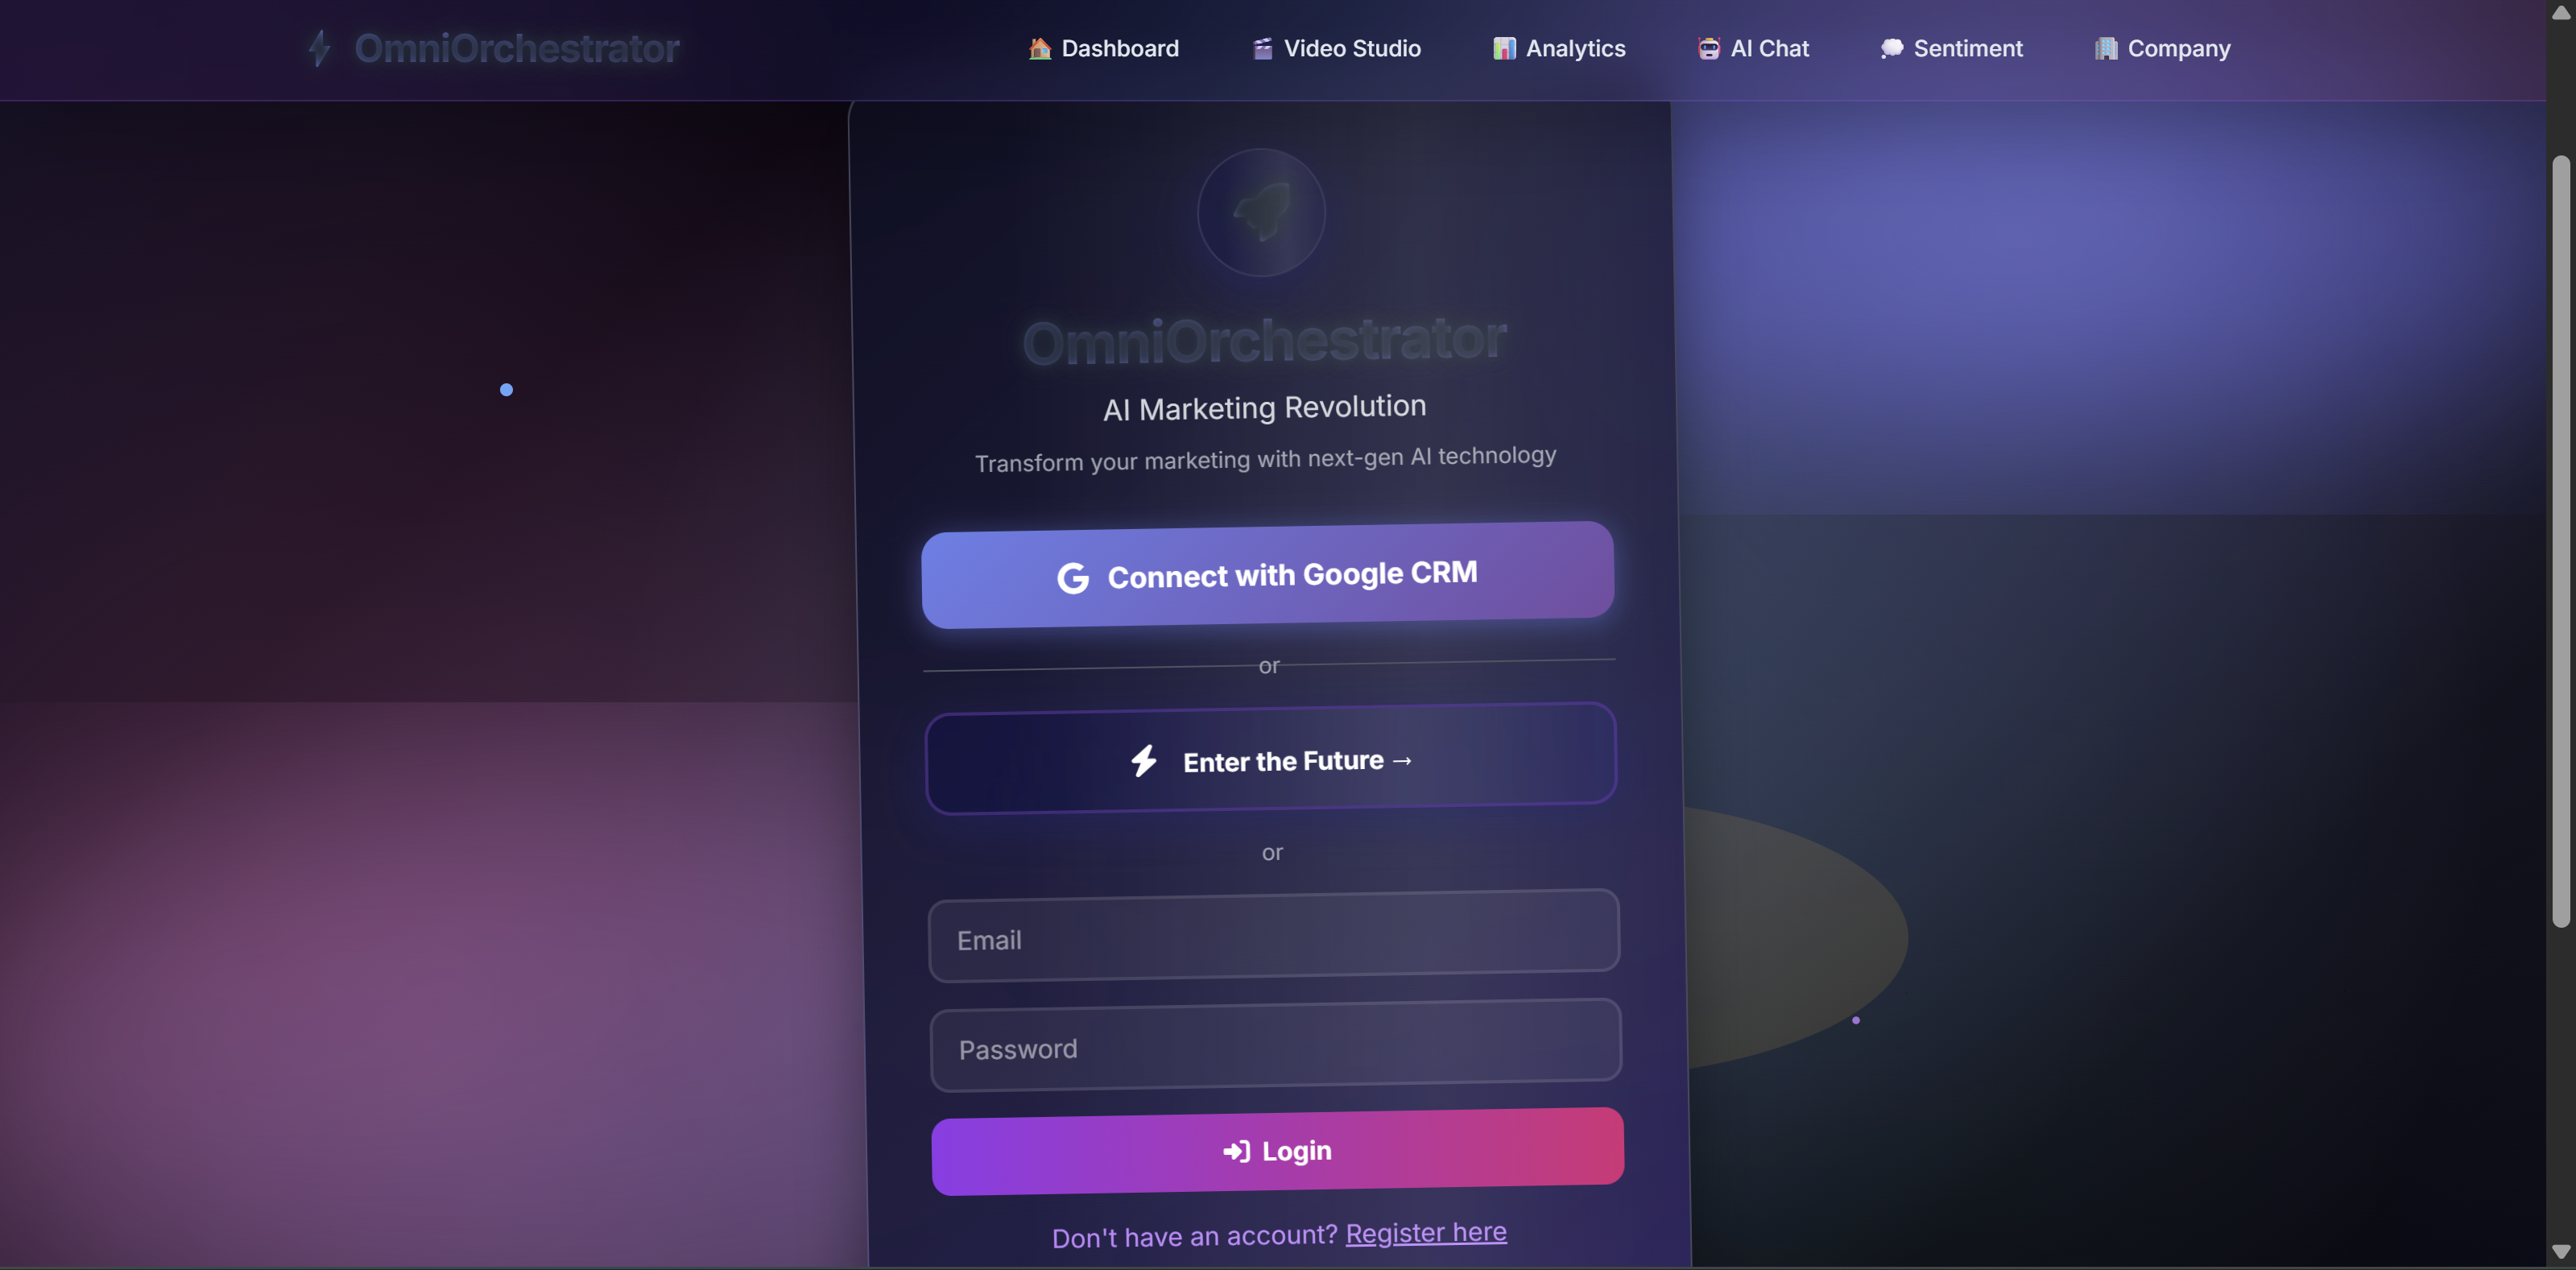 OmniOrchestrator
Dashboard
Video Studio
Analytics
AI Chat
Sentiment
Company
OmniOrchestrator
AI Marketing Revolution
Transform your marketing with next-gen AI technology
Connect with Google CRM
or
Enter the Future →
or
Email
Password
Login
Don't have an account? Register here